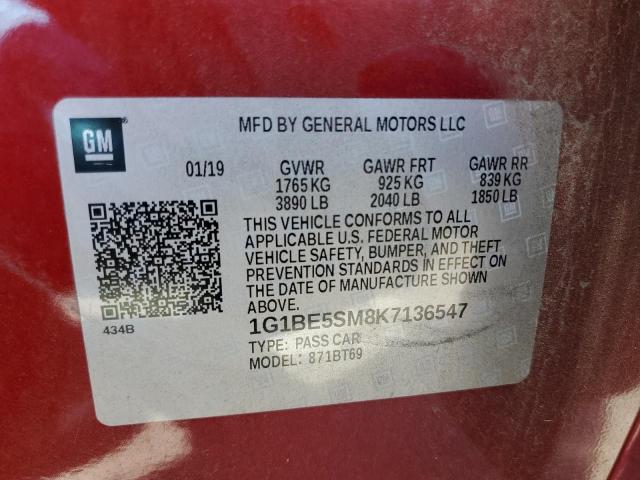 GM
MFD BY GENERAL MOTORS LLC
01/19 GVWR GAWR FRT GAWR RR
1765 KG 925 KG 839 KG
3890 LB 2040 LB 1850 LB
THIS VEHICLE CONFORMS TO ALL
APPLICABLE U.S. FEDERAL MOTOR
VEHICLE SAFETY, BUMPER, AND THEFT
PREVENTION STANDARDS IN EFFECT ON
THE DATE OF MANUFACTURE SHOWN
ABOVE.
434B
1G1BE5SM8K7136547
TYPE: PASS CAR
MODEL: 871BT69